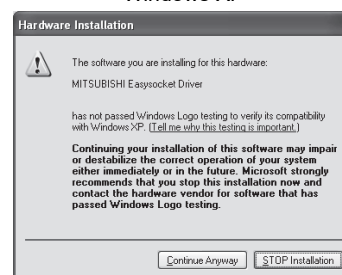 Hardware Installation
The software you are installing for this hardware:
MITSUBISHI Easysocket Driver
has not passed Windows Logo testing to verify its compatibility
with Windows XP. (Tell me why this testing is important.)
Continuing your installation of this software may impair
or destabilize the correct operation of your system
either immediately or in the future. Microsoft strongly
recommends that you stop this installation now and
contact the hardware vendor for software that has
passed Windows Logo testing.
Continue Anyway STOP Installation